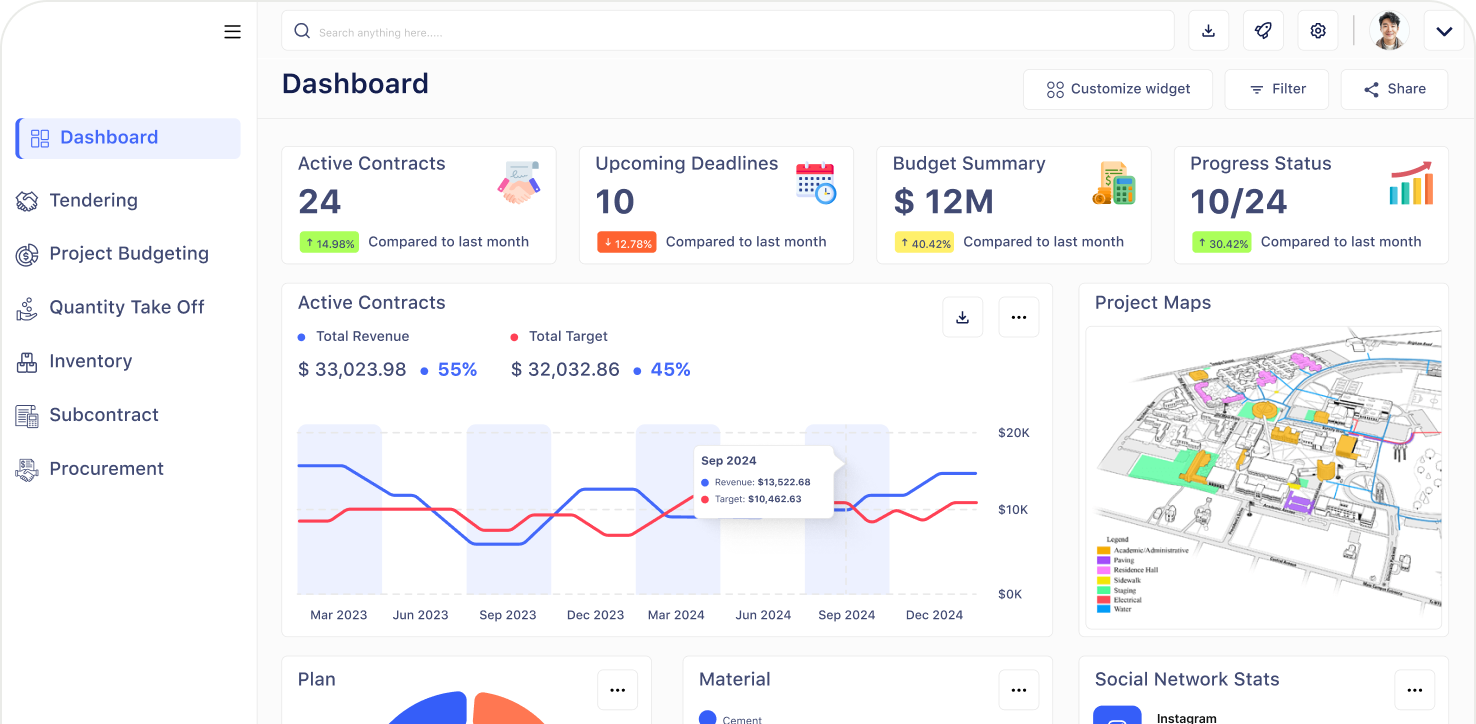 Search anything here.....
Dashboard
Customize widget
Filter
Share
Dashboard
Tendering
Project Budgeting
Quantity Take Off
Inventory
Subcontract
Procurement
Active Contracts
24
↑ 14.98% Compared to last month
Upcoming Deadlines
10
↓ 12.78% Compared to last month
Budget Summary
$ 12M
↑ 40.42% Compared to last month
Progress Status
10/24
↑ 30.42% Compared to last month
Active Contracts
Total Revenue
$ 33,023.98 55%
Total Target
$ 32,032.86 45%
$20K
$10K
$0K
Sep 2024
Revenue: $13,522.68
Target: $10,462.63
Mar 2023 Jun 2023 Sep 2023 Dec 2023 Mar 2024 Jun 2024 Sep 2024 Dec 2024
Project Maps
Legend
Academic/Administrative
Paving
Residence Hall
Sidewalk
Staging
Electrical
Water
Plan
Material
Cement
Social Network Stats
Instagram